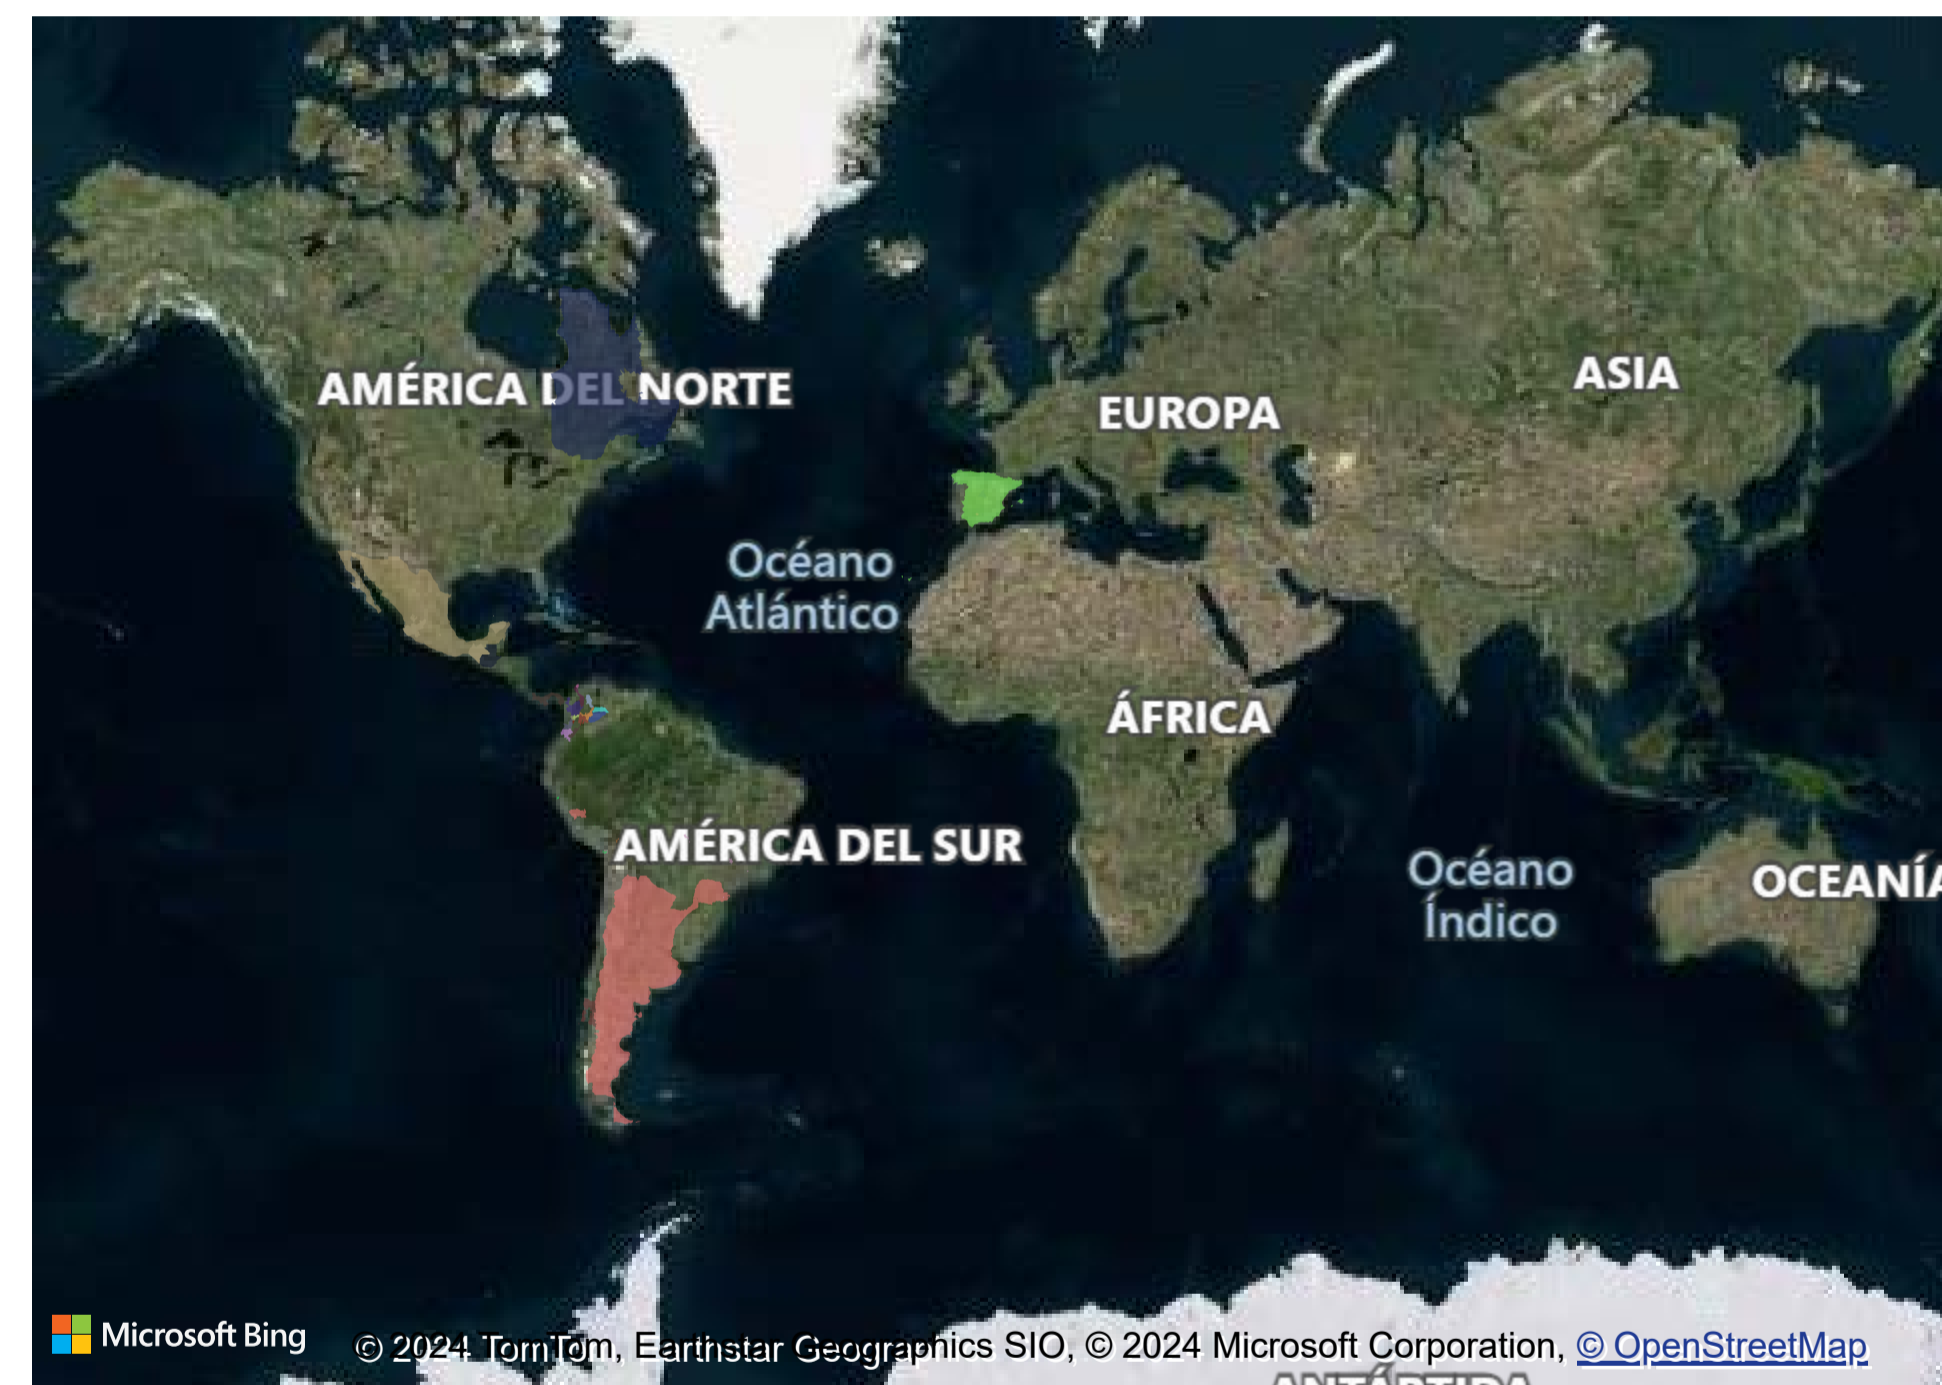 AMÉRICA DEL NORTE
EUROPA
ASIA
Océano
Atlántico
ÁFRICA
AMÉRICA DEL SUR
Océano
Índico
OCEANÍA
Microsoft Bing
© 2024 TomTom, Earthstar Geographics SIO, © 2024 Microsoft Corporation, © OpenStreetMap
ANTÁRTIDA